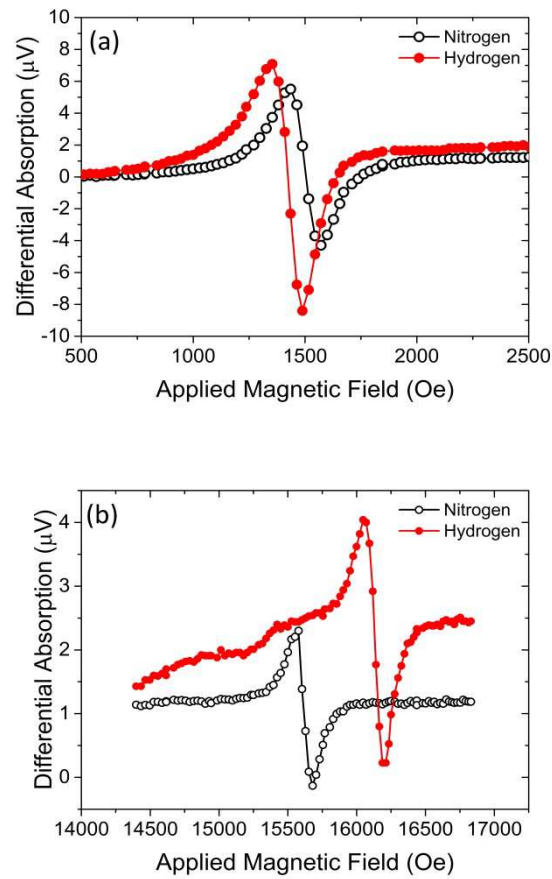 (a)
Nitrogen
Hydrogen
Differential Absorption (μV)
10
8
6
4
2
0
-2
-4
-6
-8
-10
500
1000
1500
2000
2500
Applied Magnetic Field (Oe)
(b)
Nitrogen
Hydrogen
Differential Absorption (μV)
4
3
2
1
0
14000
14500
15000
15500
16000
16500
17000
Applied Magnetic Field (Oe)